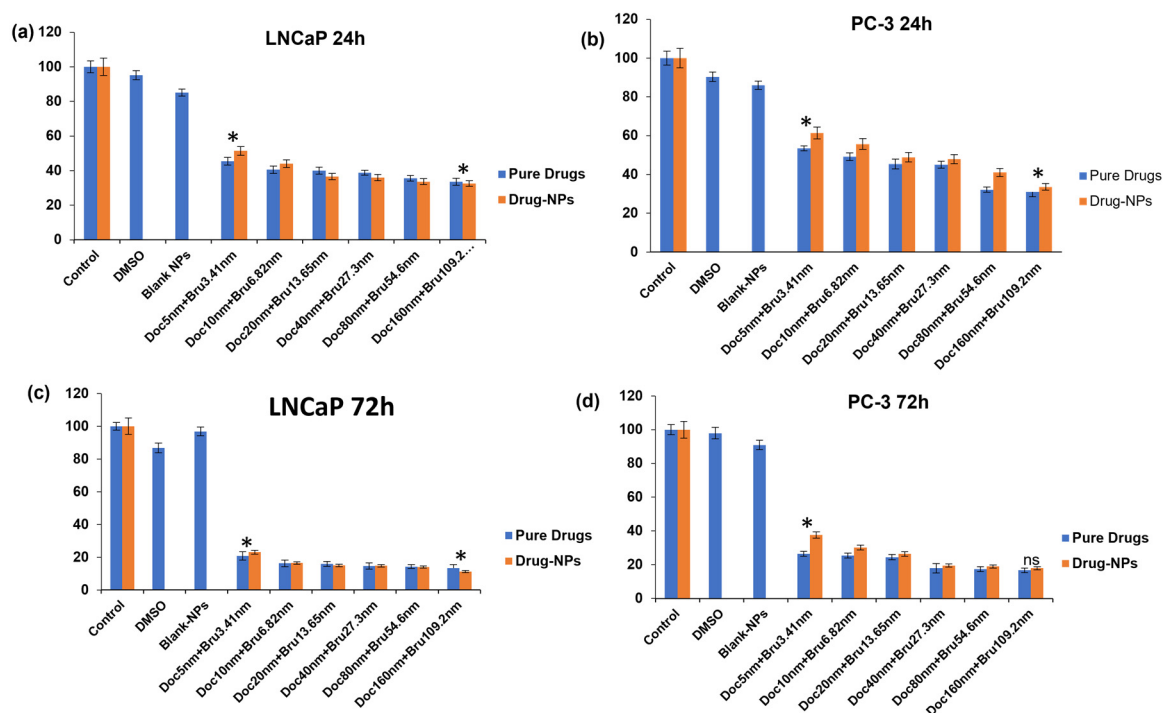 (a)
LNCaP 24h
120
100
80
60
40
20
0
*
*
Control
DMSO
Blank NPs
Doc5nm+Bru3.41nm
Doc10nm+Bru6.82nm
Doc20nm+Bru13.65nm
Doc40nm+Bru27.3nm
Doc80nm+Bru54.6nm
Doc160nm+Bru109.2...
Pure Drugs
Drug-NPs
(b)
PC-3 24h
120
100
80
60
40
20
0
*
*
Control
DMSO
Blank-NPs
Doc5nm+Bru3.41nm
Doc10nm+Bru6.82nm
Doc20nm+Bru13.65nm
Doc40nm+Bru27.3nm
Doc80nm+Bru54.6nm
Doc160nm+Bru109.2nm
Pure Drugs
Drug-NPs
(c)
LNCaP 72h
120
100
80
60
40
20
0
*
*
Control
DMSO
Blank-NPs
Doc5nm+Bru3.41nm
Doc10nm+Bru6.82nm
Doc20nm+Bru13.65nm
Doc40nm+Bru27.3nm
Doc80nm+Bru54.6nm
Doc160nm+Bru109.2nm
Pure Drugs
Drug-NPs
(d)
PC-3 72h
120
100
80
60
40
20
0
*
ns
Control
DMSO
Blank-NPs
Doc5nm+Bru3.41nm
Doc10nm+Bru6.82nm
Doc20nm+Bru13.65nm
Doc40nm+Bru27.3nm
Doc80nm+Bru54.6nm
Doc160nm+Bru109.2nm
Pure Drugs
Drug-NPs